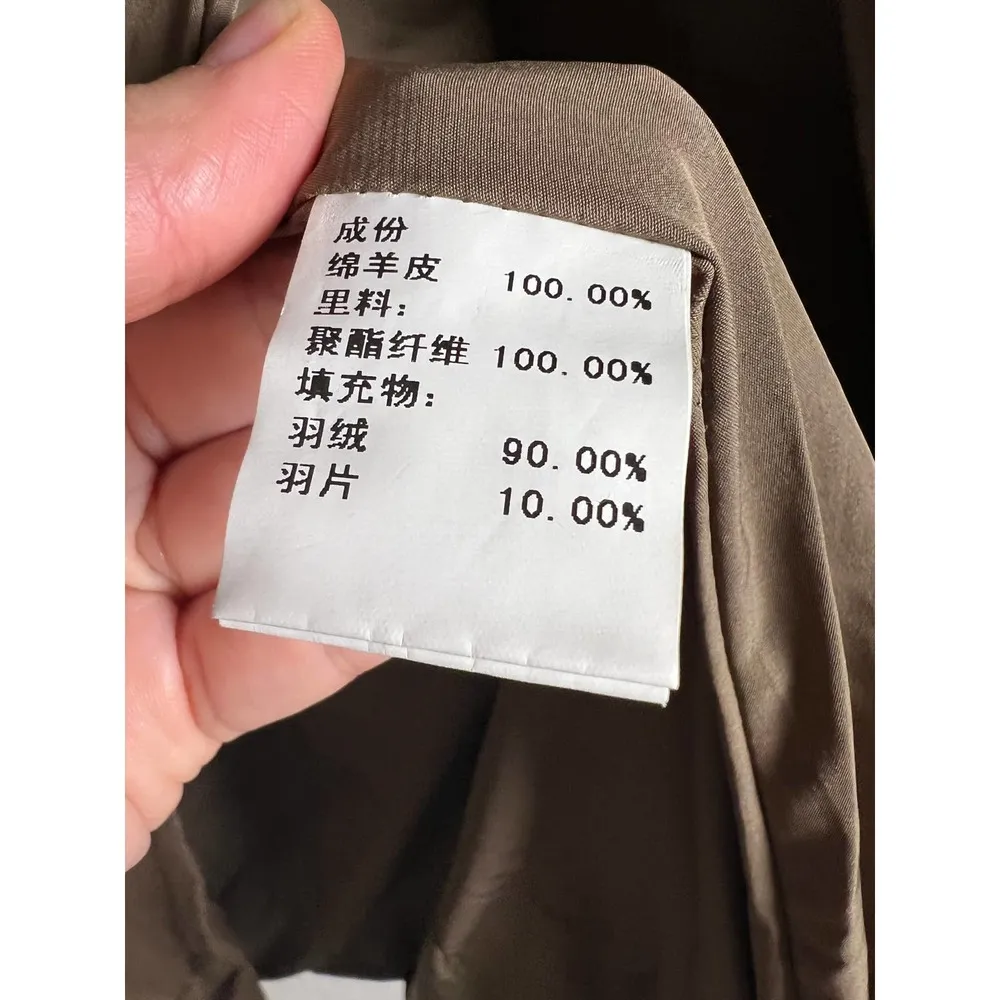 成份
绵羊皮 100.00%
里料:
聚酯纤维 100.00%
填充物:
羽绒 90.00%
羽片 10.00%